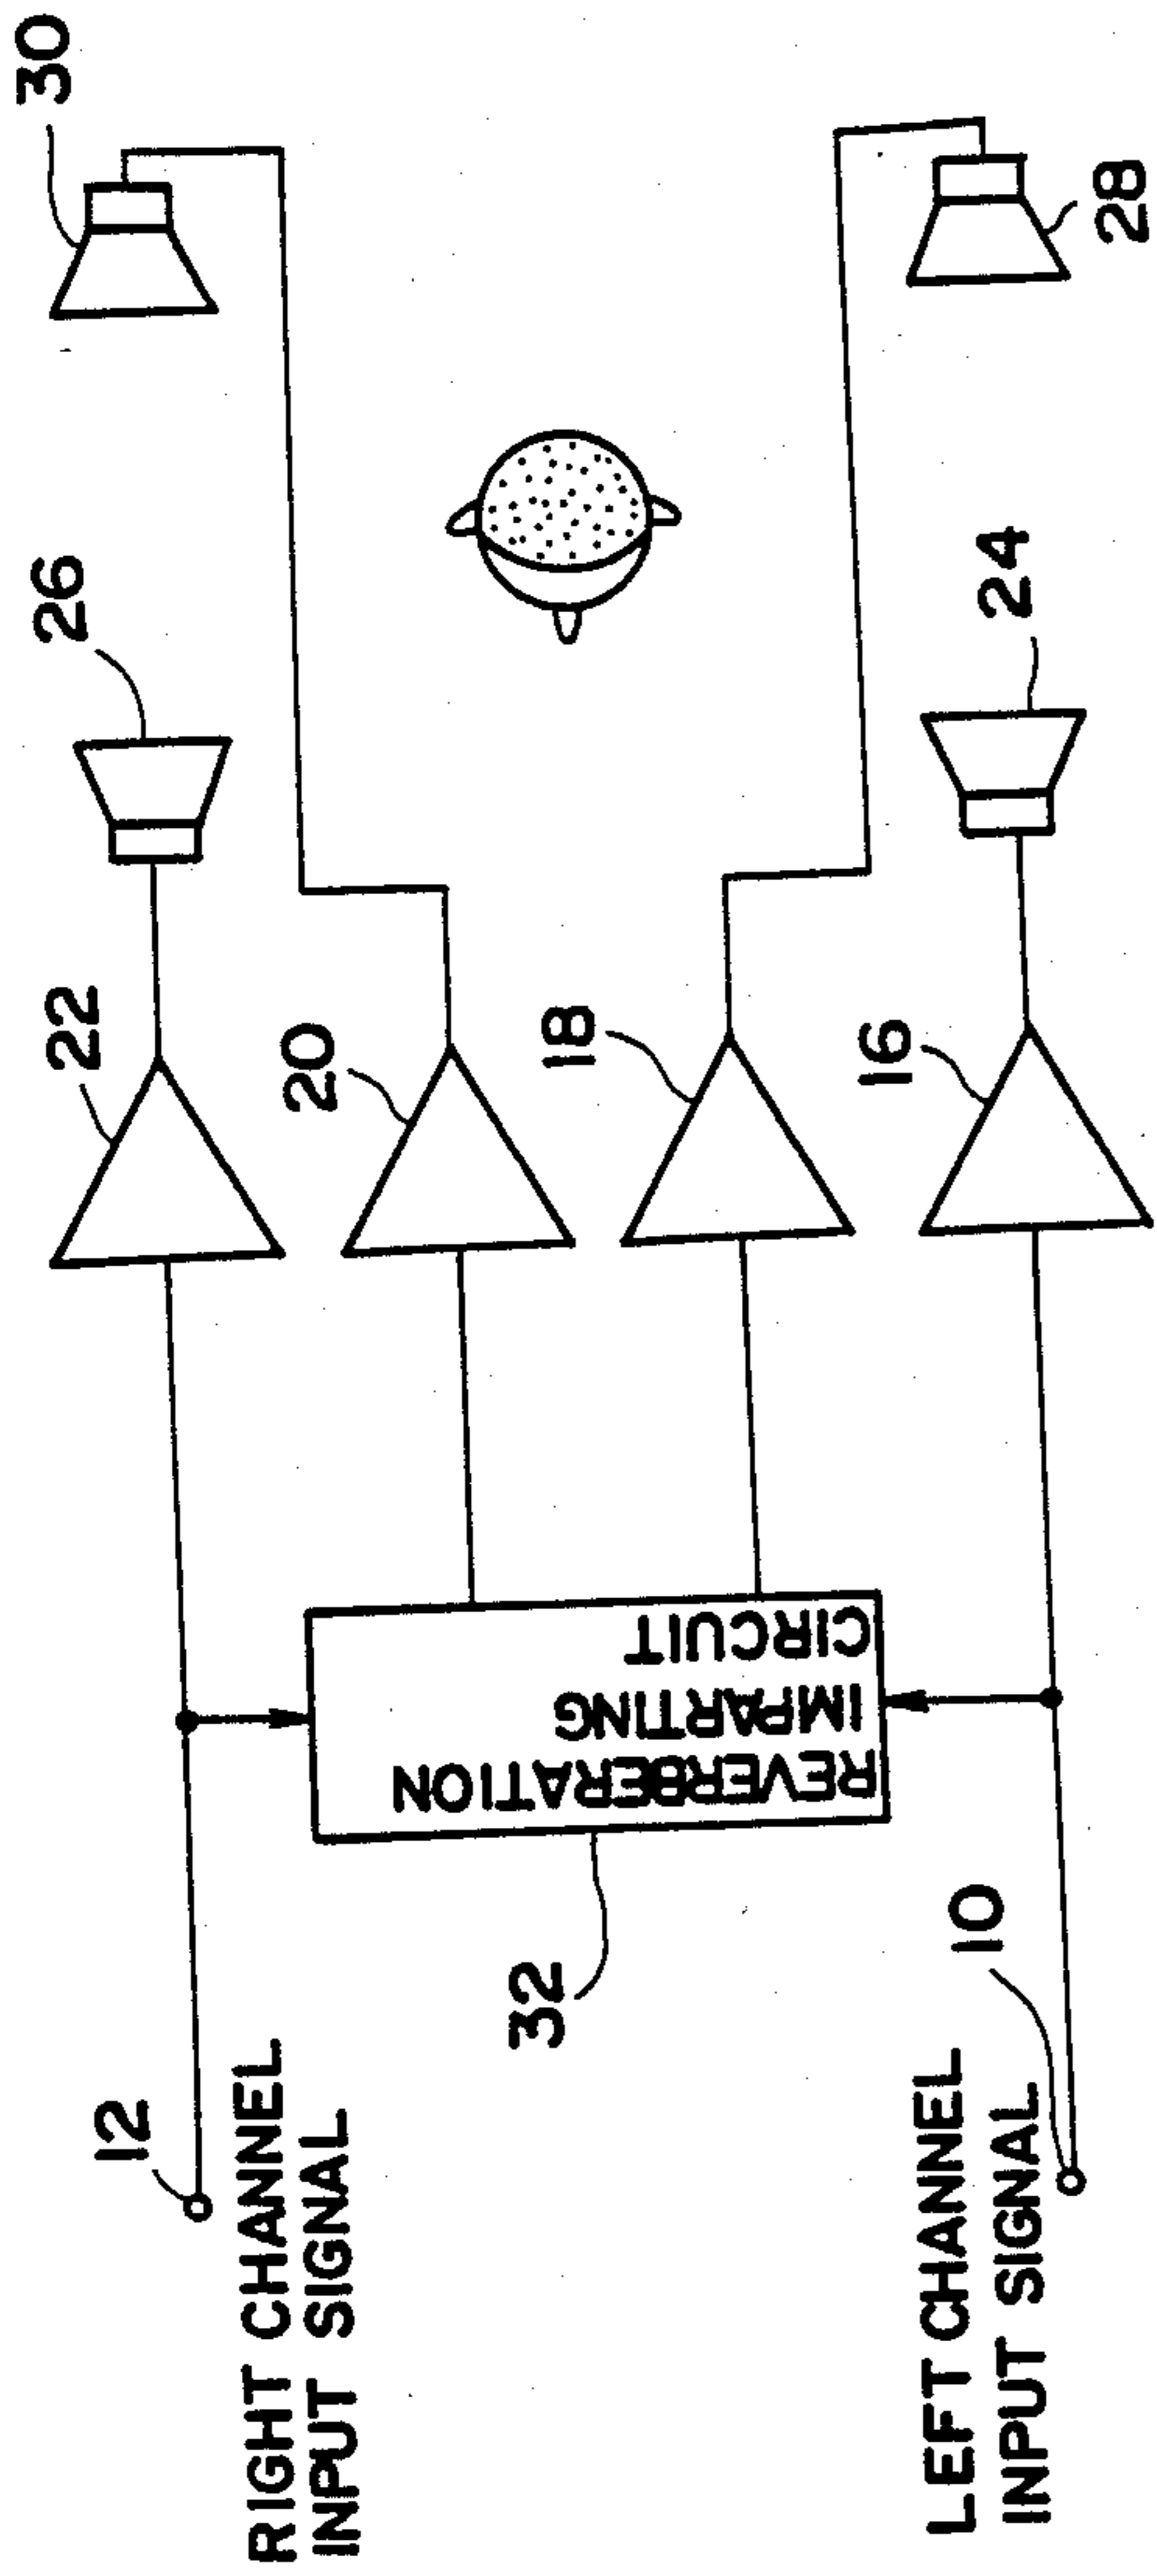 12
RIGHT CHANNEL
INPUT SIGNAL
22
26
30
20
32
REVERBERATION
IMPARTING
CIRCUIT
18
16
24
28
10
LEFT CHANNEL
INPUT SIGNAL